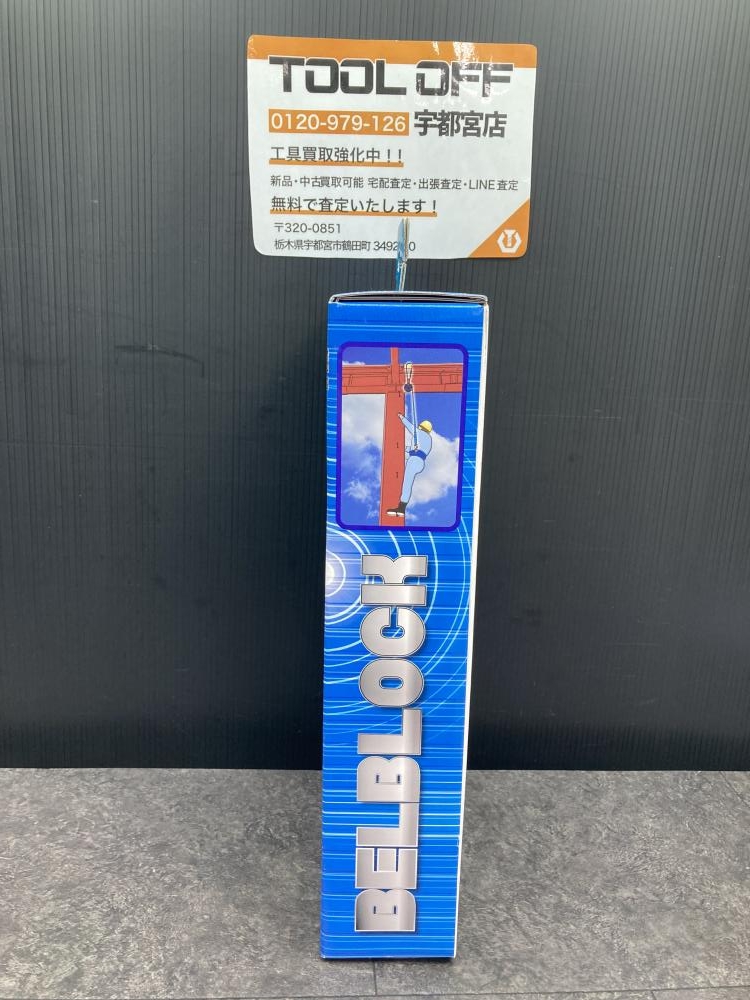 TOOL OFF
0120-979-126 宇都宮店
工具買取強化中!!
新品・中古買取可能 宅配査定・出張査定・LINE査定
無料で査定いたします!
〒320-0851
栃木県宇都宮市鶴田町
BELBLOCK